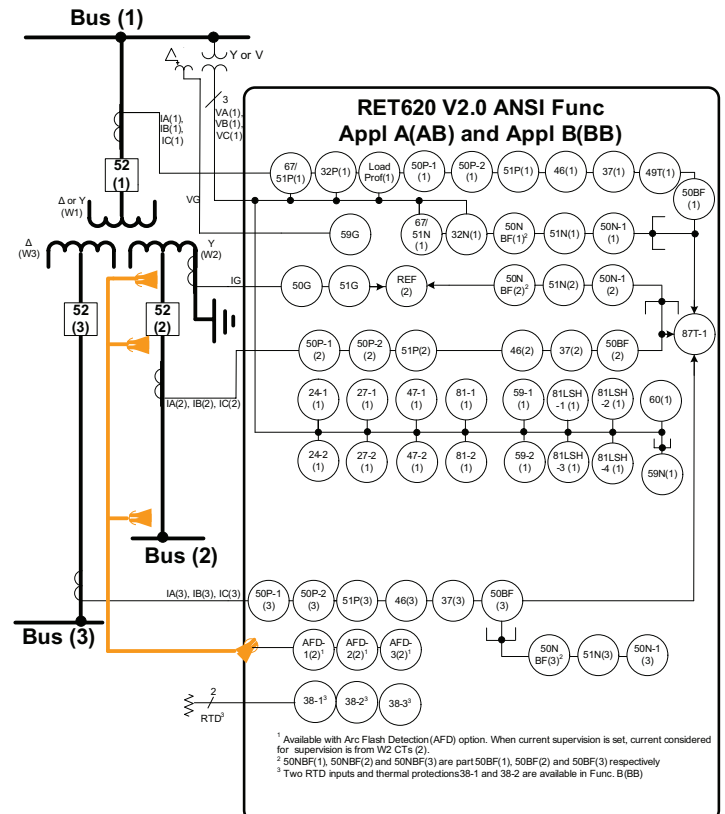 Bus (1)
Δ
Y or V
3
VA(1),
VB(1),
VC(1)
IA(1),
IB(1),
IC(1)
52
(1)
RET620 V2.0 ANSI Func
Appl A(AB) and Appl B(BB)
67/
51P(1)
32P(1)
Load
Prof(1)
50P-1
(1)
50P-2
(1)
51P(1)
46(1)
37(1)
49T(1)
50BF
(1)
VG
Δ or Y
(W1)
59G
67/
51N
(1)
32N(1)
50N
BF(1)²
51N(1)
50N-1
(1)
Δ
(W3)
Y
(W2)
IG
50G
51G
REF
(2)
50N
BF(2)²
51N(2)
50N-1
(2)
52
(3)
52
(2)
87T-1
50P-1
(2)
50P-2
(2)
51P(2)
46(2)
37(2)
50BF
(2)
IA(2), IB(2), IC(2)
24-1
(1)
27-1
(1)
47-1
(1)
81-1
(1)
59-1
(1)
81LSH
-1 (1)
81LSH
-2 (1)
60(1)
24-2
(1)
27-2
(1)
47-2
(1)
81-2
(1)
59-2
(1)
81LSH
-3 (1)
81LSH
-4 (1)
59N(1)
Bus (2)
IA(3), IB(3), IC(3)
50P-1
(3)
50P-2
(3)
51P(3)
46(3)
37(3)
50BF
(3)
Bus (3)
AFD-
1(2)¹
AFD-
2(2)¹
AFD-
3(2)¹
50N
BF(3)²
51N(3)
50N-1
(3)
2
RTD³
38-1³
38-2³
38-3³
¹ Available with Arc Flash Detection(AFD) option. When current supervision is set, current considered
for supervision is from W2 CTs (2).
² 50NBF(1), 50NBF(2) and 50NBF(3) are part 50BF(1), 50BF(2) and 50BF(3) respectively
³ Two RTD inputs and thermal protections38-1 and 38-2 are available in Func. B(BB)